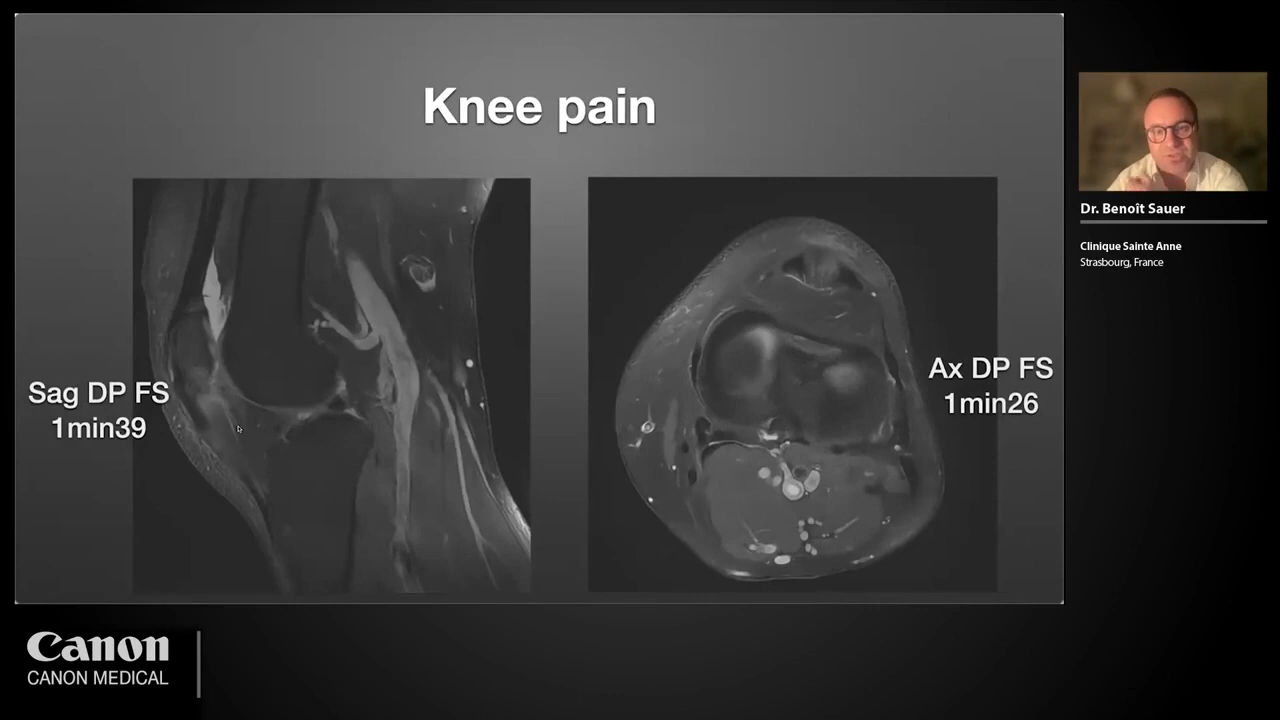 Knee pain
Sag DP FS
1min39
Ax DP FS
1min26
Dr. Benoît Sauer
Clinique Sainte Anne
Strasbourg, France
Canon
CANON MEDICAL